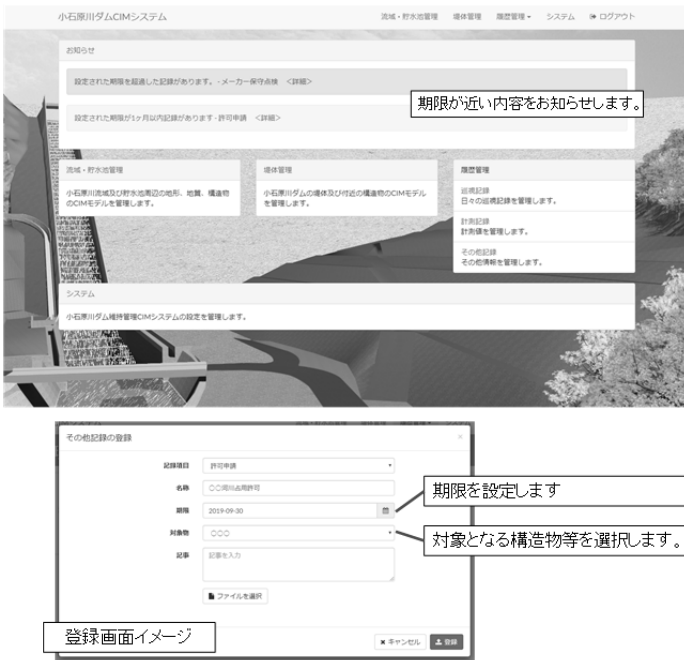 小石原川ダムCIMシステム
流域・貯水池管理 堤体管理 履歴管理 システム ログアウト
お知らせ
設定された期限を超過した記録があります。- メーカー保守点検 <詳細>
期限が近い内容をお知らせします。
設定された期限が1ヶ月以内記録があります - 許可申請 <詳細>
流域・貯水池管理
小石原川流域及び貯水池周辺の地形、地質、構造物
のCIMモデルを管理します。
堤体管理
小石原川ダムの堤体及び付近の構造物のCIMモデル
を管理します。
履歴管理
巡視記録
日々の巡視記録を管理します。
計測記録
計測値を管理します。
その他記録
その他情報を管理します。
システム
小石原川ダム維持管理CIMシステムの設定を管理します。
その他記録の登録 ×
記録項目 許可申請
名称 〇〇河川占用許可
期限 2019-09-30
期限を設定します
対象物 〇〇〇
対象となる構造物等を選択します。
記事 記事を入力
ファイルを選択
登録画面イメージ
キャンセル 登録